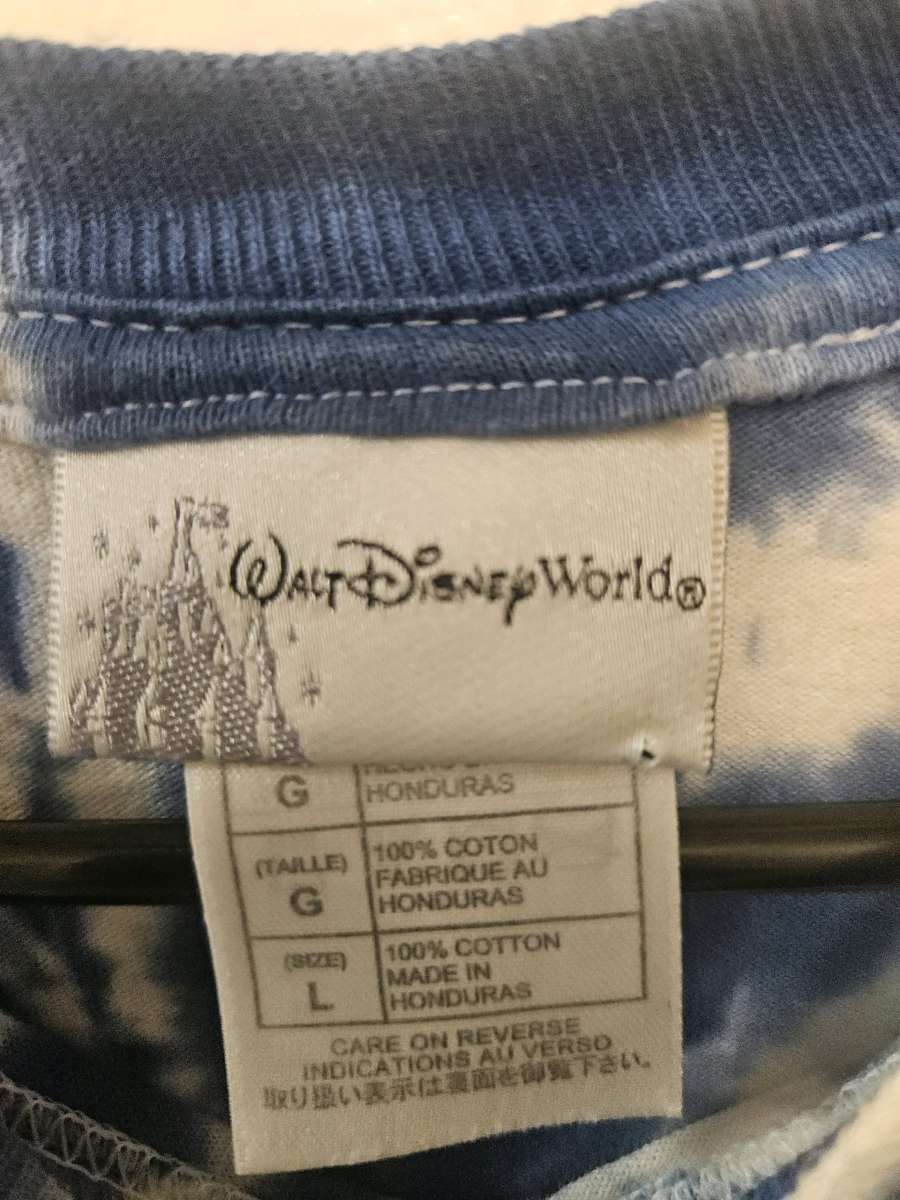 WALT DISNEY World®
G
HONDURAS
(TAILLE)
G
100% COTON
FABRIQUE AU
HONDURAS
(SIZE)
L
100% COTTON
MADE IN
HONDURAS
CARE ON REVERSE
INDICATIONS AU VERSO
取り扱い表示は裏面を御覧下さい。